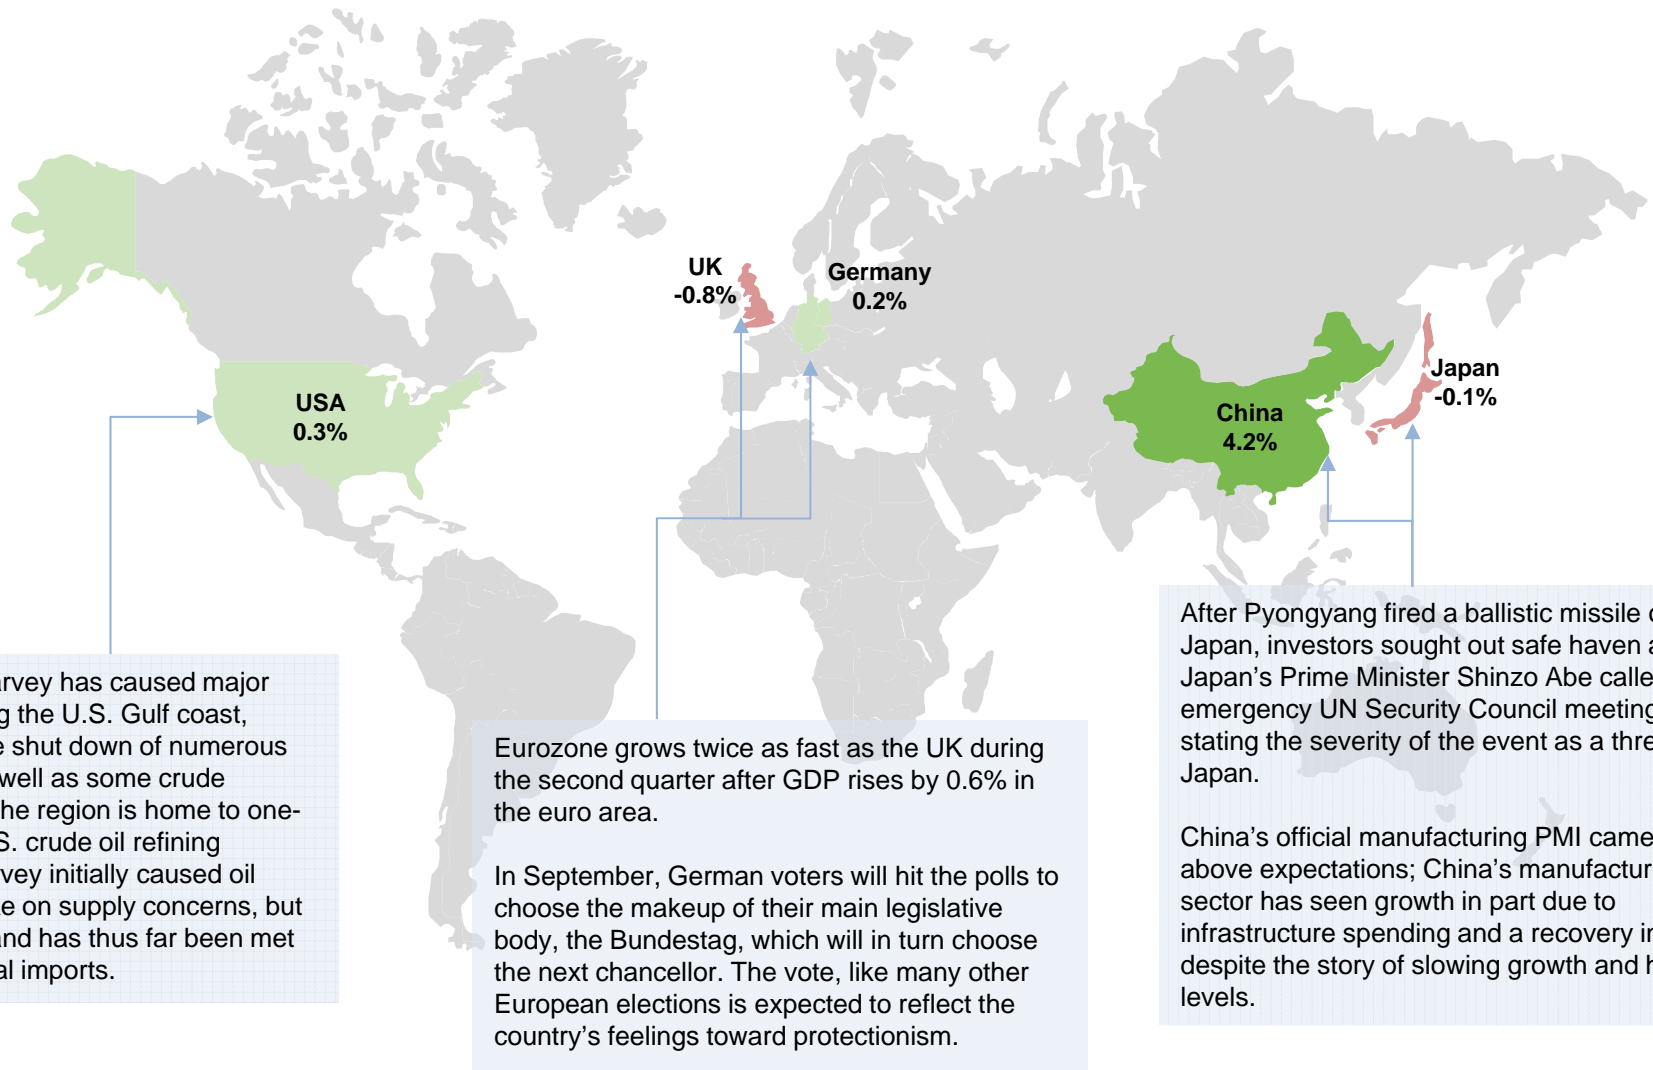 UK
-0.8%
Germany
0.2%
USA
0.3%
China
4.2%
Japan
-0.1%
arvey has caused major
g the U.S. Gulf coast,
e shut down of numerous
well as some crude
he region is home to one-
S. crude oil refining
vey initially caused oil
e on supply concerns, but
and has thus far been met
al imports.
Eurozone grows twice as fast as the UK during
the second quarter after GDP rises by 0.6% in
the euro area.
In September, German voters will hit the polls to
choose the makeup of their main legislative
body, the Bundestag, which will in turn choose
the next chancellor. The vote, like many other
European elections is expected to reflect the
country’s feelings toward protectionism.
After Pyongyang fired a ballistic missile o
Japan, investors sought out safe haven a
Japan’s Prime Minister Shinzo Abe calle
emergency UN Security Council meeting
stating the severity of the event as a thre
Japan.
China’s official manufacturing PMI came
above expectations; China’s manufactur
sector has seen growth in part due to
infrastructure spending and a recovery in
despite the story of slowing growth and h
levels.